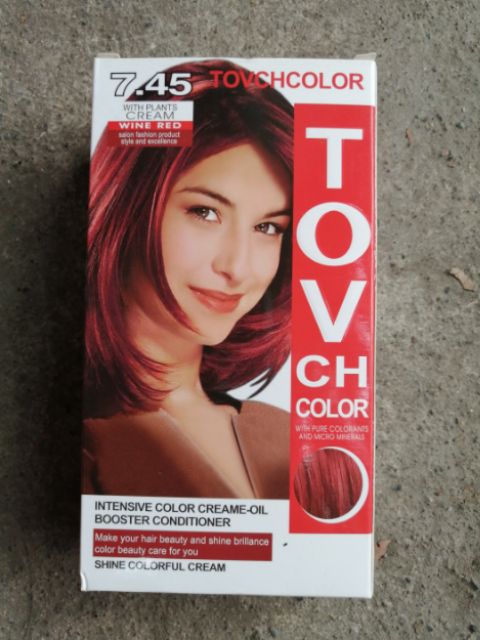 7.45
TOVCHCOLOR
WITH PLANTS
CREAM
WINE RED
salon fashion product
style and excellence
T
O
V
CH
COLOR
WITH PURE COLORANTS
AND MICRO MINERALS
INTENSIVE COLOR CREAME-OIL
BOOSTER CONDITIONER
Make your hair beauty and shine brillance
color beauty care for you
SHINE COLORFUL CREAM